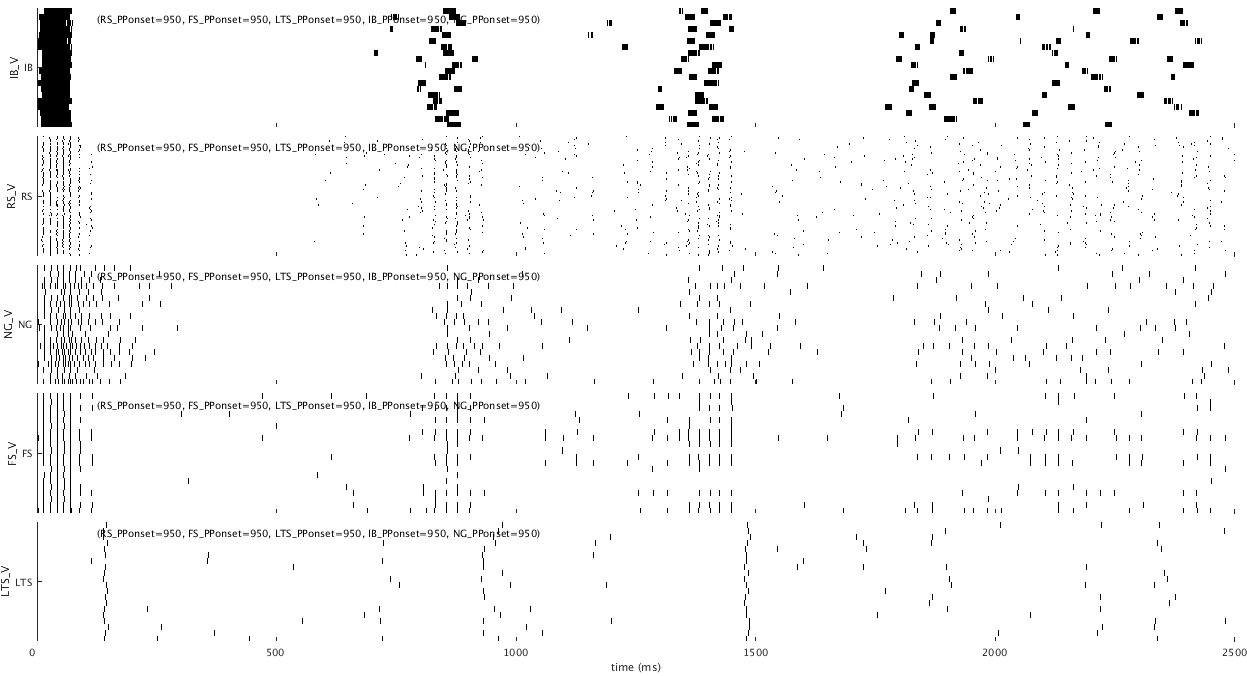 (RS_PPonset=950, FS_PPonset=950, LTS_PPonset=950, IB_PPonset=950, NG_PPonset=950)
IB_V
IB
(RS_PPonset=950, FS_PPonset=950, LTS_PPonset=950, IB_PPonset=950, NG_PPonset=950)
RS_V
RS
(RS_PPonset=950, FS_PPonset=950, LTS_PPonset=950, IB_PPonset=950, NG_PPonset=950)
NG_V
NG
(RS_PPonset=950, FS_PPonset=950, LTS_PPonset=950, IB_PPonset=950, NG_PPonset=950)
FS_V
FS
(RS_PPonset=950, FS_PPonset=950, LTS_PPonset=950, IB_PPonset=950, NG_PPonset=950)
LTS_V
LTS
0 500 1000 1500 2000 2500
time (ms)